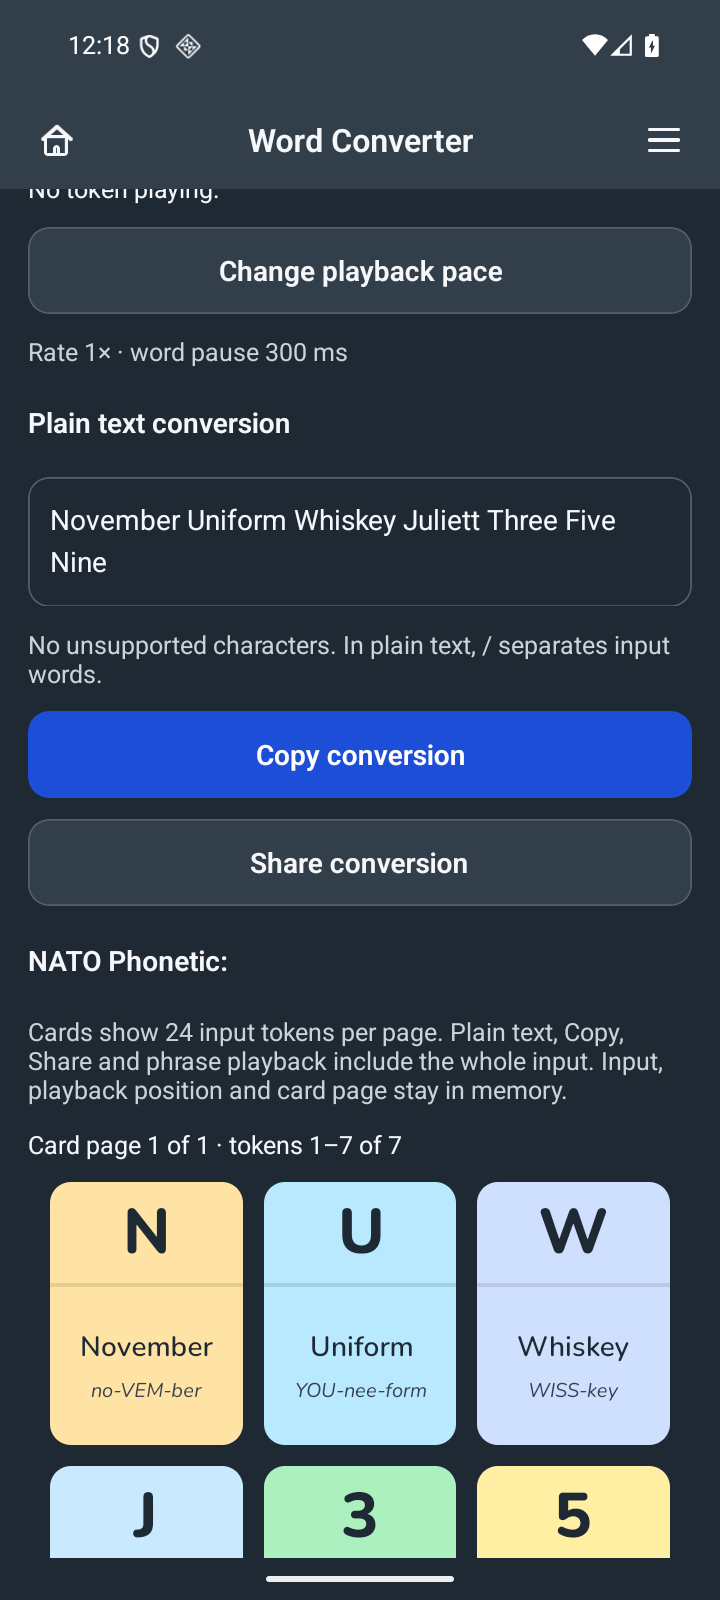 12:18
Word Converter
No token playing.
Change playback pace
Rate 1× · word pause 300 ms
Plain text conversion
November Uniform Whiskey Juliett Three Five
Nine
No unsupported characters. In plain text, / separates input
words.
Copy conversion
Share conversion
NATO Phonetic:
Cards show 24 input tokens per page. Plain text, Copy,
Share and phrase playback include the whole input. Input,
playback position and card page stay in memory.
Card page 1 of 1 · tokens 1–7 of 7
N U W
November Uniform Whiskey
no-VEM-ber YOU-nee-form WISS-key
J 3 5